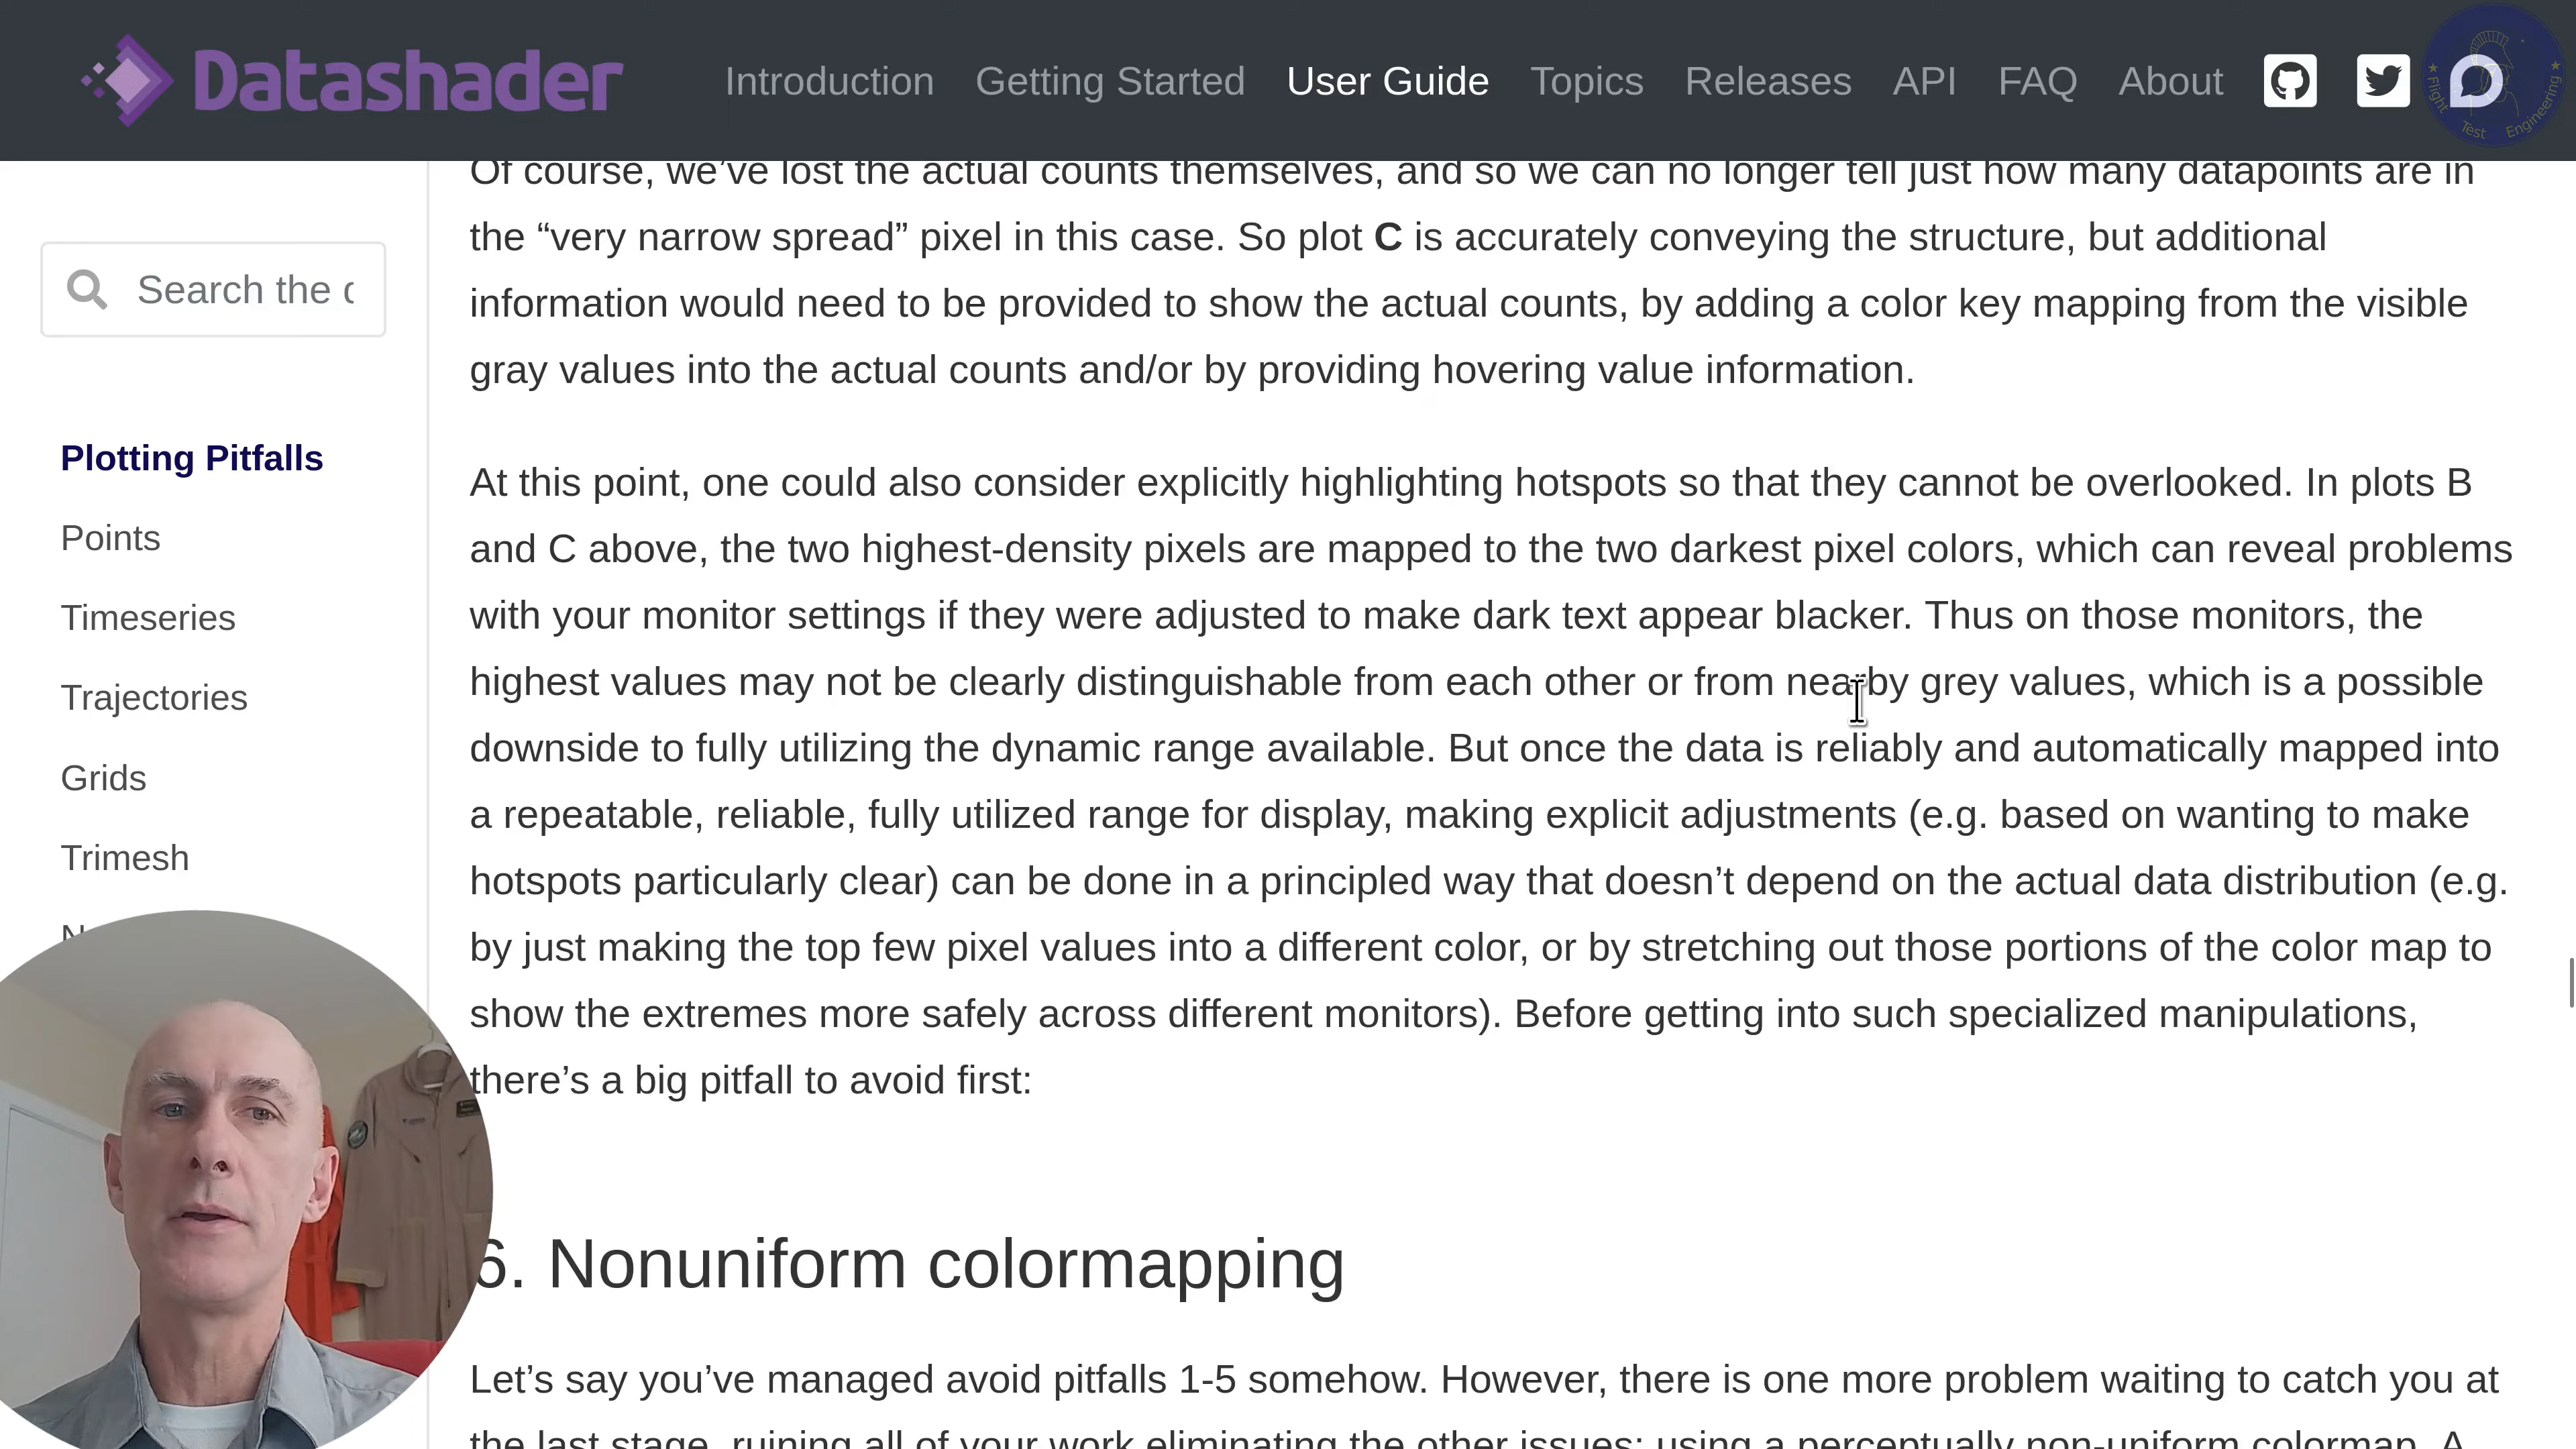 Datashader
Introduction Getting Started User Guide Topics Releases API FAQ About
Flight Test Engineering
Search the
Plotting Pitfalls
Points
Timeseries
Trajectories
Grids
Trimesh
Of course, we’ve lost the actual counts themselves, and so we can no longer tell just how many datapoints are in
the “very narrow spread” pixel in this case. So plot C is accurately conveying the structure, but additional
information would need to be provided to show the actual counts, by adding a color key mapping from the visible
gray values into the actual counts and/or by providing hovering value information.
At this point, one could also consider explicitly highlighting hotspots so that they cannot be overlooked. In plots B
and C above, the two highest-density pixels are mapped to the two darkest pixel colors, which can reveal problems
with your monitor settings if they were adjusted to make dark text appear blacker. Thus on those monitors, the
highest values may not be clearly distinguishable from each other or from nearby grey values, which is a possible
downside to fully utilizing the dynamic range available. But once the data is reliably and automatically mapped into
a repeatable, reliable, fully utilized range for display, making explicit adjustments (e.g. based on wanting to make
hotspots particularly clear) can be done in a principled way that doesn’t depend on the actual data distribution (e.g.
by just making the top few pixel values into a different color, or by stretching out those portions of the color map to
show the extremes more safely across different monitors). Before getting into such specialized manipulations,
there’s a big pitfall to avoid first:
6. Nonuniform colormapping
Let’s say you’ve managed avoid pitfalls 1-5 somehow. However, there is one more problem waiting to catch you at
the last stage, ruining all of your work eliminating the other issues: using a perceptually non-uniform colormap. A